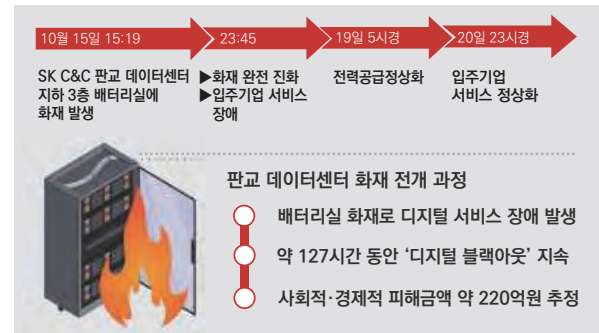 10월 15일 15:19
23:45
19일 5시경
20일 23시경
SK C&C 판교 데이터센터
지하 3층 배터리실에
화재 발생
▶화재 완전 진화
▶입주기업 서비스
장애
전력공급정상화
입주기업
서비스 정상화
판교 데이터센터 화재 전개 과정
배터리실 화재로 디지털 서비스 장애 발생
약 127시간 동안 ‘디지털 블랙아웃’ 지속
사회적·경제적 피해금액 약 220억원 추정